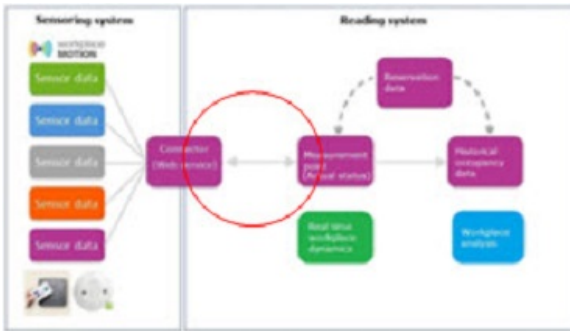 Sensoring system
Reading system
MOTION
Sensor data
Sensor data
Sensor data
Sensor data
Sensor data
Connector
(Web service)
Reservation
data
Measurement
point
(Actual status)
Historical
occupancy
data
Real time
workplace
dynamics
Workplace
analysis